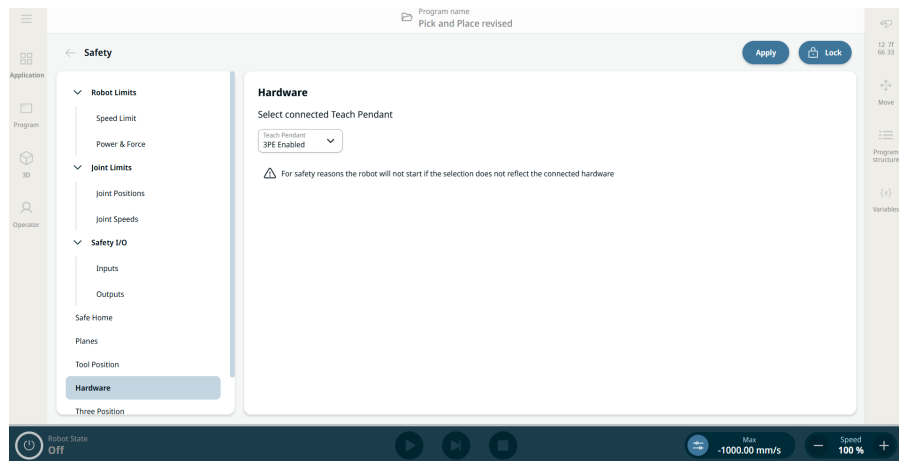 Program name
Pick and Place revised
Application
Program
3D
Operator
Safety
Apply
Lock
Robot Limits
Speed Limit
Power & Force
Joint Limits
Joint Positions
Joint Speeds
Safety I/O
Inputs
Outputs
Safe Home
Planes
Tool Position
Hardware
Three Position
Hardware
Select connected Teach Pendant
Teach Pendant
3PE Enabled
For safety reasons the robot will not start if the selection does not reflect the connected hardware
12 7F
66 33
Move
Program
structure
{x}
Variables
Robot State
Off
Max
-1000.00 mm/s
Speed
100 %